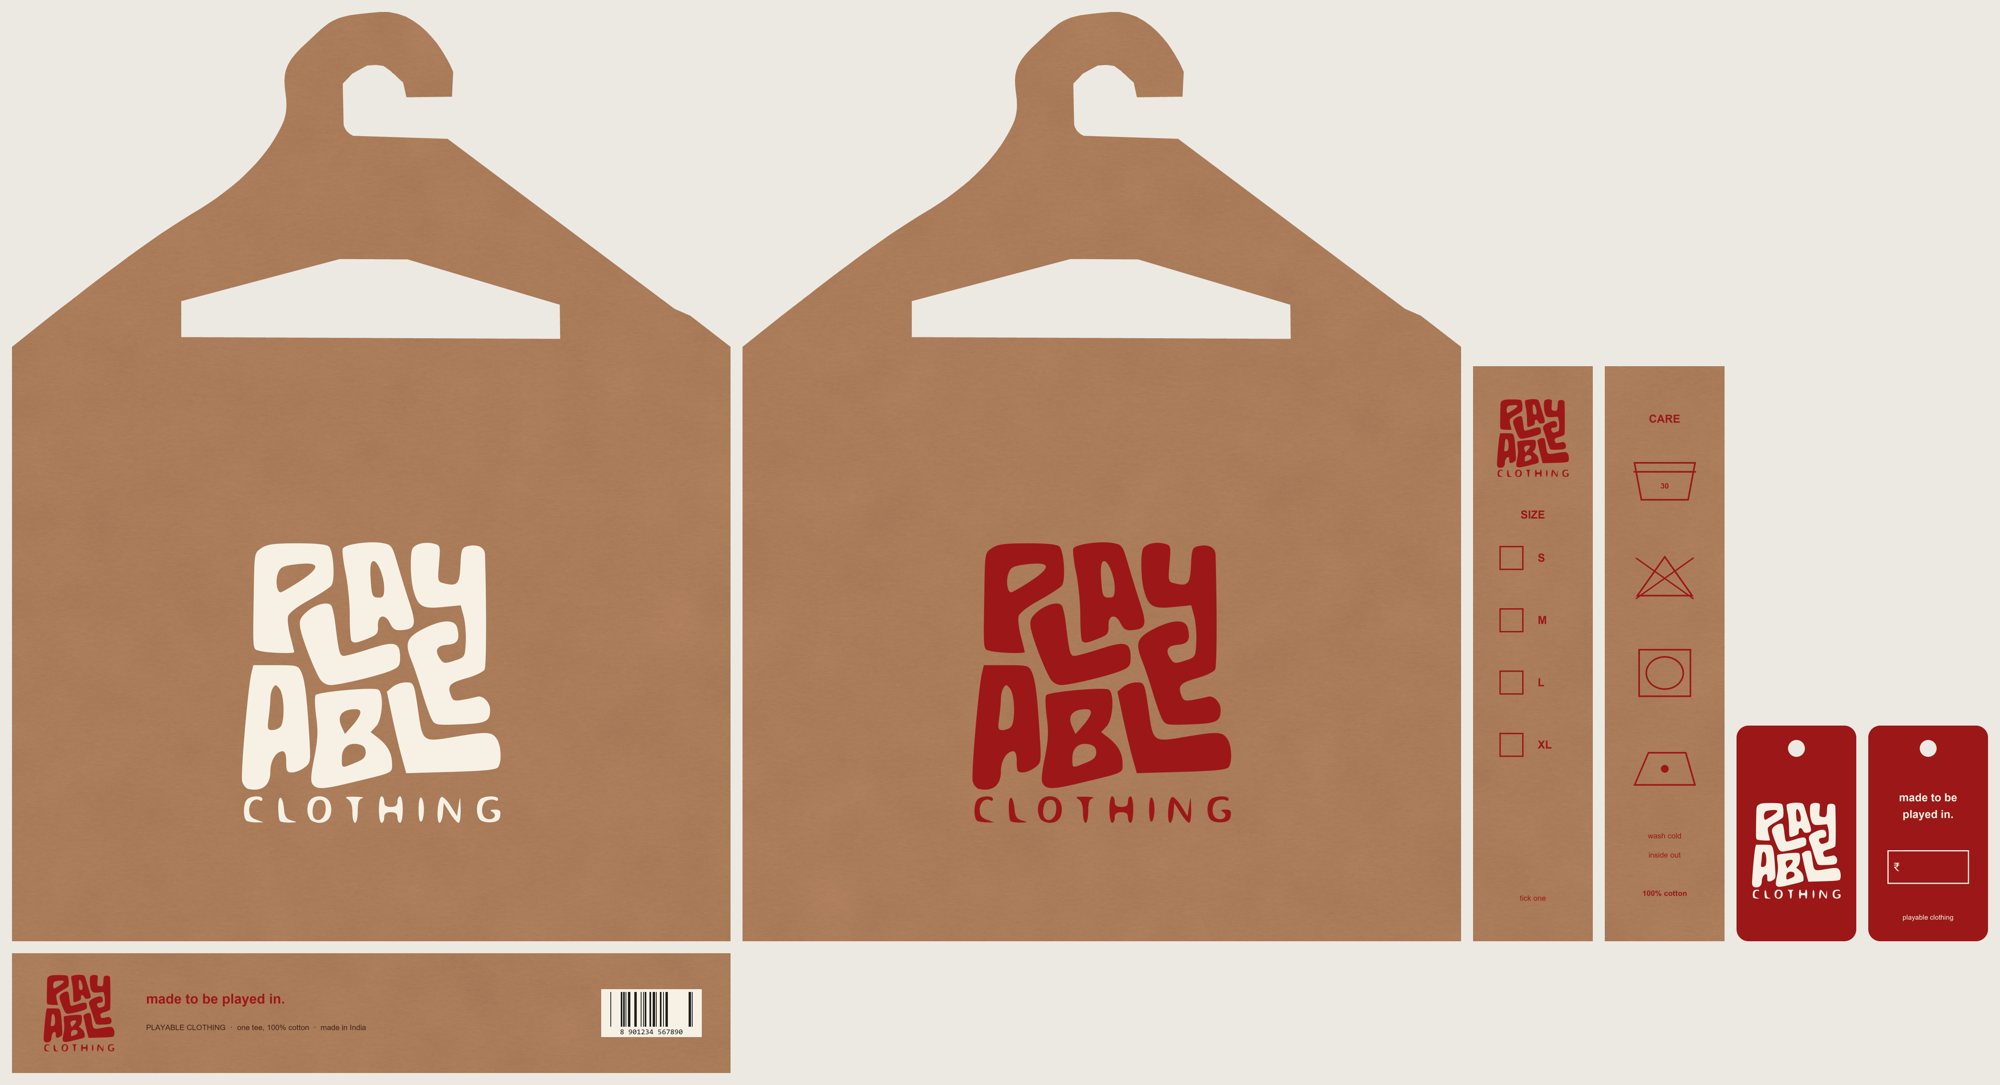 PLAY
ABLE
CLOTHING
PLAY
ABLE
CLOTHING
PLAY
ABLE
CLOTHING
SIZE
S
M
L
XL
tick one
CARE
30
wash cold
inside out
100% cotton
PLAY
ABLE
CLOTHING
made to be
played in.
₹
playable clothing
PLAY
ABLE
CLOTHING
made to be played in.
PLAYABLE CLOTHING · one tee, 100% cotton · made in India
8 901234 567890